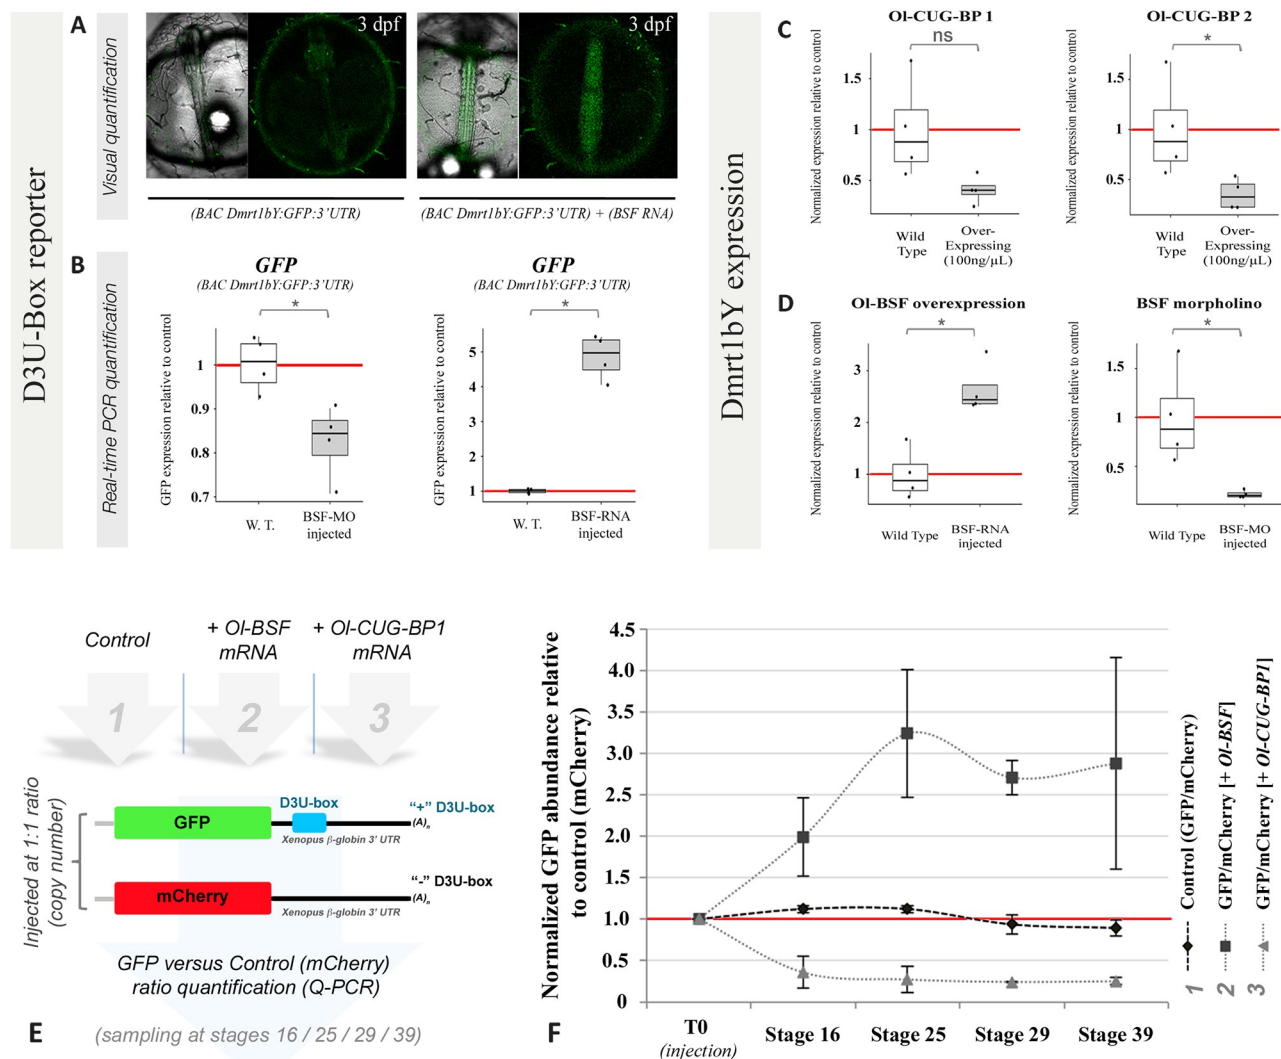 D3U-Box reporter
A
Visual quantification
3 dpf
3 dpf
(BAC Dmrt1bY:GFP:3’UTR)
(BAC Dmrt1bY:GFP:3’UTR) + (BSF RNA)
B
Real-time PCR quantification
GFP
(BAC Dmrt1bY:GFP:3’UTR)
*
GFP expression relative to control
1
0.9
0.8
0.7
W. T.
BSF-MO
injected
GFP
(BAC Dmrt1bY:GFP:3’UTR)
*
GFP expression relative to control
5
4
3
2
1
W. T.
BSF-RNA
injected
Dmrt1bY expression
C
Ol-CUG-BP 1
ns
Normalized expression relative to control
1.5
1
0.5
Wild
Type
Over-
Expressing
(100ng/µL)
Ol-CUG-BP 2
*
Normalized expression relative to control
1.5
1
0.5
Wild
Type
Over-
Expressing
(100ng/µL)
D
Ol-BSF overexpression
*
Normalized expression relative to control
3
2
1
Wild Type
BSF-RNA
injected
BSF morpholino
*
Normalized expression relative to control
1.5
1
0.5
Wild Type
BSF-MO
injected
Control
+ Ol-BSF
mRNA
+ Ol-CUG-BP1
mRNA
1
2
3
Injected at 1:1 ratio
(copy number)
D3U-box
“+” D3U-box
GFP
(A)n
Xenopus β-globin 3’ UTR
“-” D3U-box
mCherry
(A)n
Xenopus β-globin 3’ UTR
GFP versus Control (mCherry)
ratio quantification (Q-PCR)
E
(sampling at stages 16 / 25 / 29 / 39)
F
Normalized GFP abundance relative
to control (mCherry)
4.5
4.0
3.5
3.0
2.5
2.0
1.5
1.0
0.5
0
T0
(injection)
Stage 16
Stage 25
Stage 29
Stage 39
1
Control (GFP/mCherry)
2
GFP/mCherry [+ Ol-BSF]
3
GFP/mCherry [+ Ol-CUG-BP1]